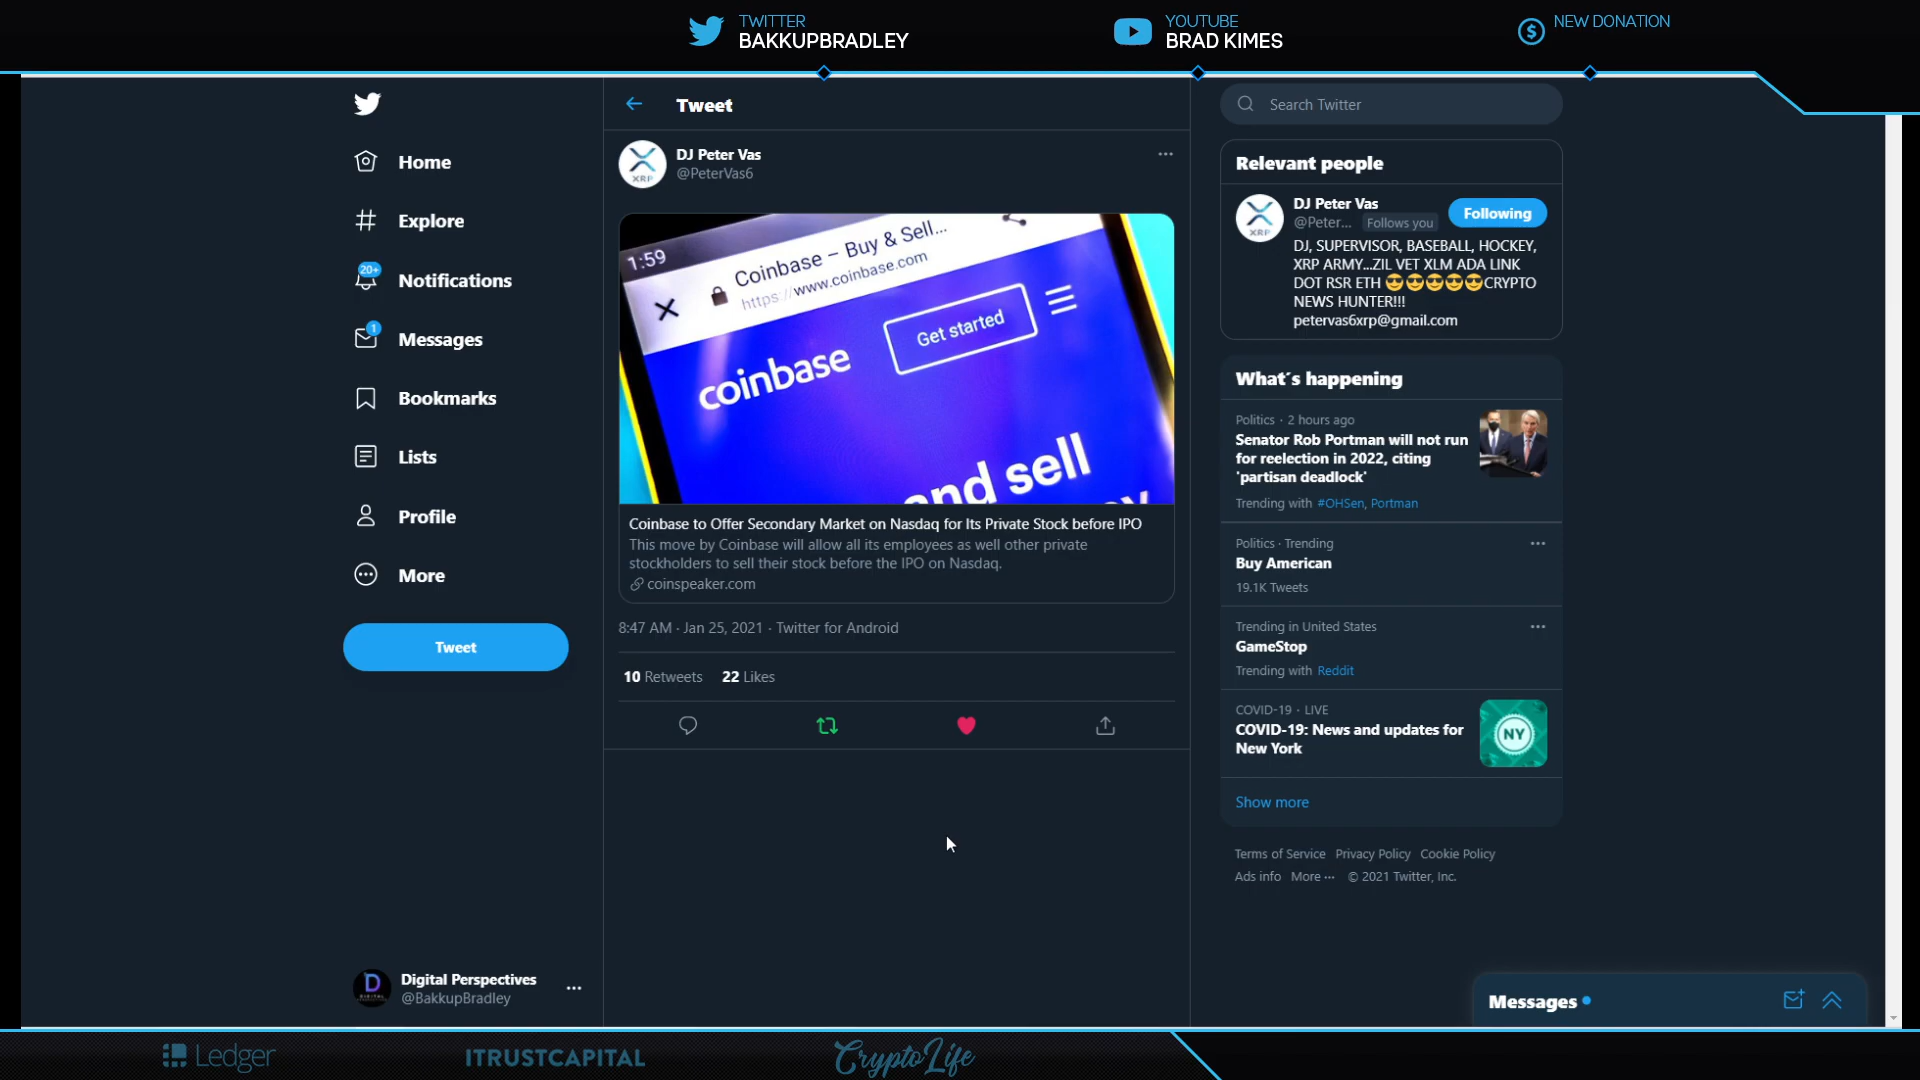 TWITTER
BAKKUPBRADLEY
YOUTUBE
BRAD KIMES
NEW DONATION
Home
Explore
20+
Notifications
1
Messages
Bookmarks
Lists
Profile
More
Tweet
Digital Perspectives
@BakkupBradley
Tweet
XRP
DJ Peter Vas
@PeterVas6
1:59
Coinbase – Buy & Sell...
https://www.coinbase.com
coinbase
Get started
and sell
Coinbase to Offer Secondary Market on Nasdaq for Its Private Stock before IPO
This move by Coinbase will allow all its employees as well other private
stockholders to sell their stock before the IPO on Nasdaq.
coinspeaker.com
8:47 AM · Jan 25, 2021 · Twitter for Android
10 Retweets 22 Likes
Search Twitter
Relevant people
XRP
DJ Peter Vas
@Peter... Follows you
Following
DJ, SUPERVISOR, BASEBALL, HOCKEY,
XRP ARMY...ZIL VET XLM ADA LINK
DOT RSR ETH 😎😎😎😎😎CRYPTO
NEWS HUNTER!!!
petervas6xrp@gmail.com
What's happening
Politics · 2 hours ago
Senator Rob Portman will not run
for reelection in 2022, citing
'partisan deadlock'
Trending with #OHSen, Portman
Politics · Trending
Buy American
19.1K Tweets
Trending in United States
GameStop
Trending with Reddit
COVID-19 · LIVE
COVID-19: News and updates for
New York
NY
Show more
Terms of Service Privacy Policy Cookie Policy
Ads info More ··· © 2021 Twitter, Inc.
Messages
Ledger
ITRUSTCAPITAL
CryptoLife